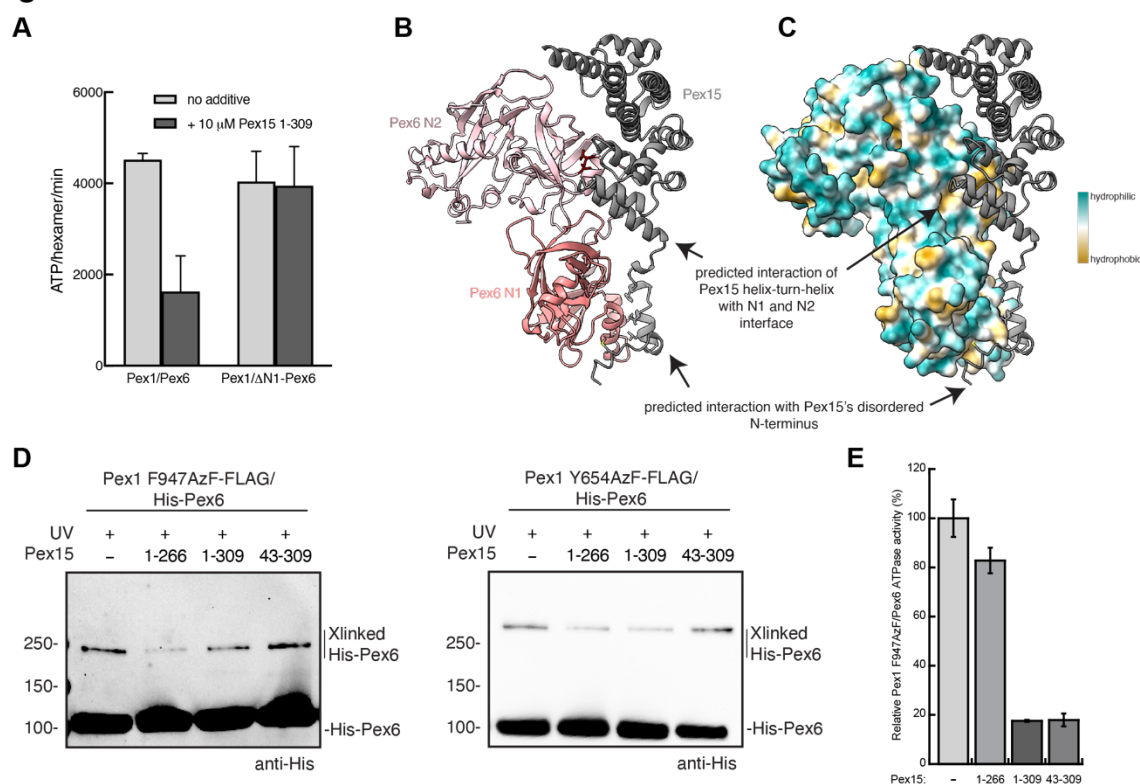 A
6000
4000
2000
0
ATP/hexamer/min
no additive
+ 10 μM Pex15 1-309
Pex1/Pex6
Pex1/ΔN1-Pex6
B
Pex6 N2
Pex15
Pex6 N1
predicted interaction of
Pex15 helix-turn-helix
with N1 and N2
interface
predicted interaction with Pex15's disordered
N-terminus
C
hydrophilic
hydrophobic
D
Pex1 F947AzF-FLAG/
His-Pex6
UV + + + +
Pex15 – 1-266 1-309 43-309
250-
150-
100-
Xlinked
His-Pex6
-His-Pex6
anti-His
Pex1 Y654AzF-FLAG/
His-Pex6
UV + + + +
Pex15 – 1-266 1-309 43-309
250-
150-
100-
Xlinked
His-Pex6
-His-Pex6
anti-His
E
Relative Pex1 F947AzF/Pex6 ATPase activity (%)
120
100
80
60
40
20
0
Pex15: – 1-266 1-309 43-309